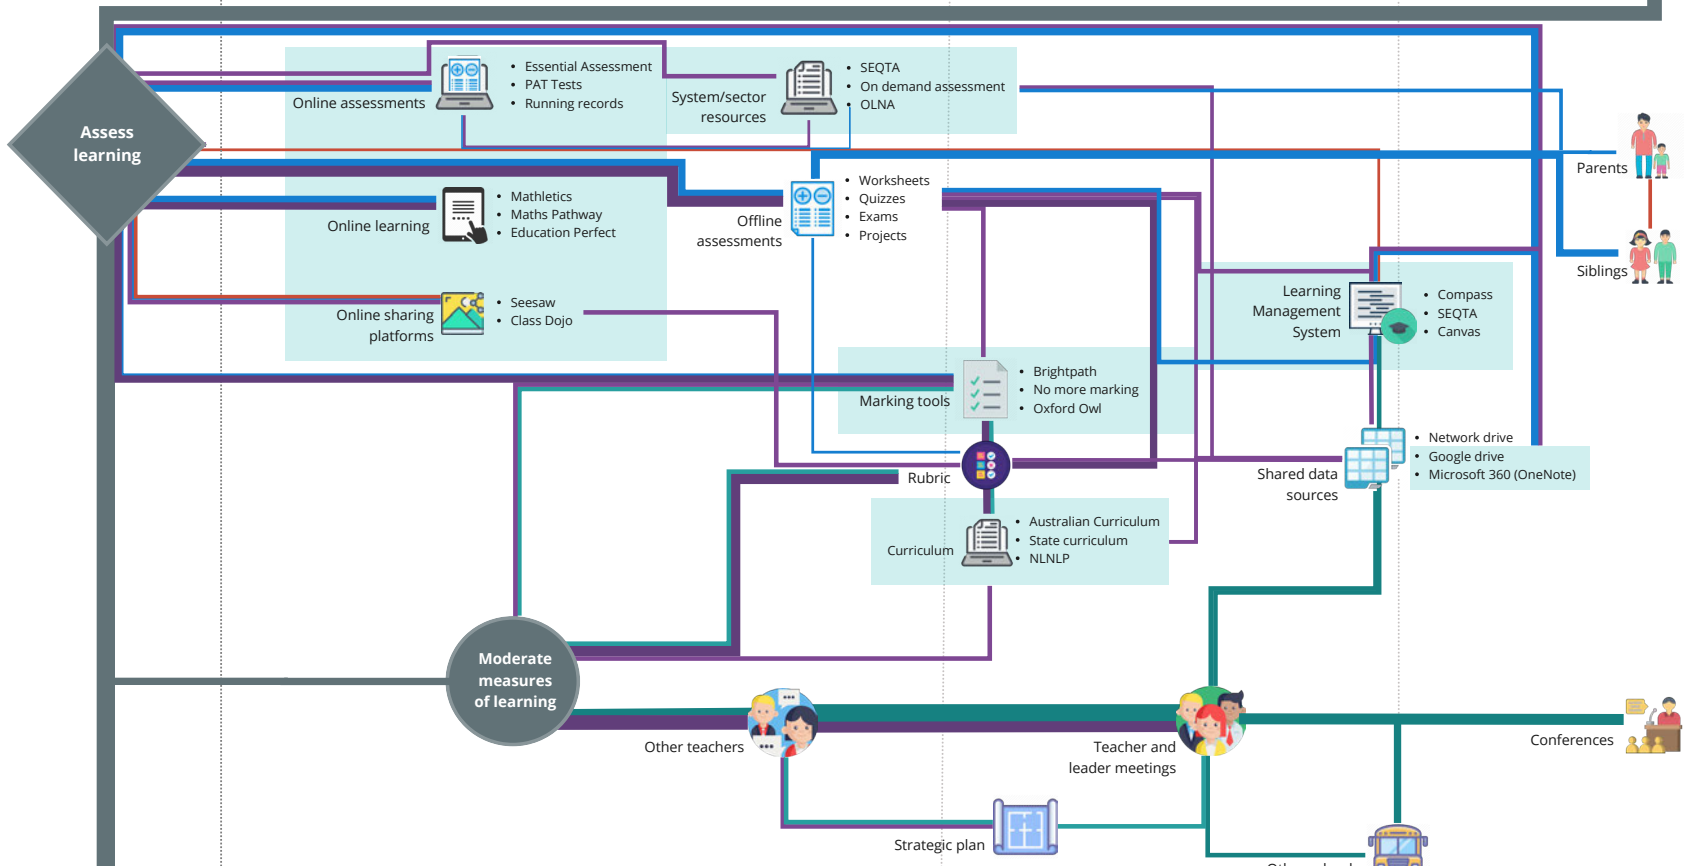 Assess
learning
Online assessments
• Essential Assessment
• PAT Tests
• Running records
System/sector
resources
• SEQTA
• On demand assessment
• OLNA
Parents
Siblings
Online learning
• Mathletics
• Maths Pathway
• Education Perfect
Offline
assessments
• Worksheets
• Quizzes
• Exams
• Projects
Online sharing
platforms
• Seesaw
• Class Dojo
Learning
Management
System
• Compass
• SEQTA
• Canvas
Marking tools
• Brightpath
• No more marking
• Oxford Owl
Rubric
Shared data
sources
• Network drive
• Google drive
• Microsoft 360 (OneNote)
Curriculum
• Australian Curriculum
• State curriculum
• NLNLP
Moderate
measures
of learning
Other teachers
Teacher and
leader meetings
Conferences
Strategic plan